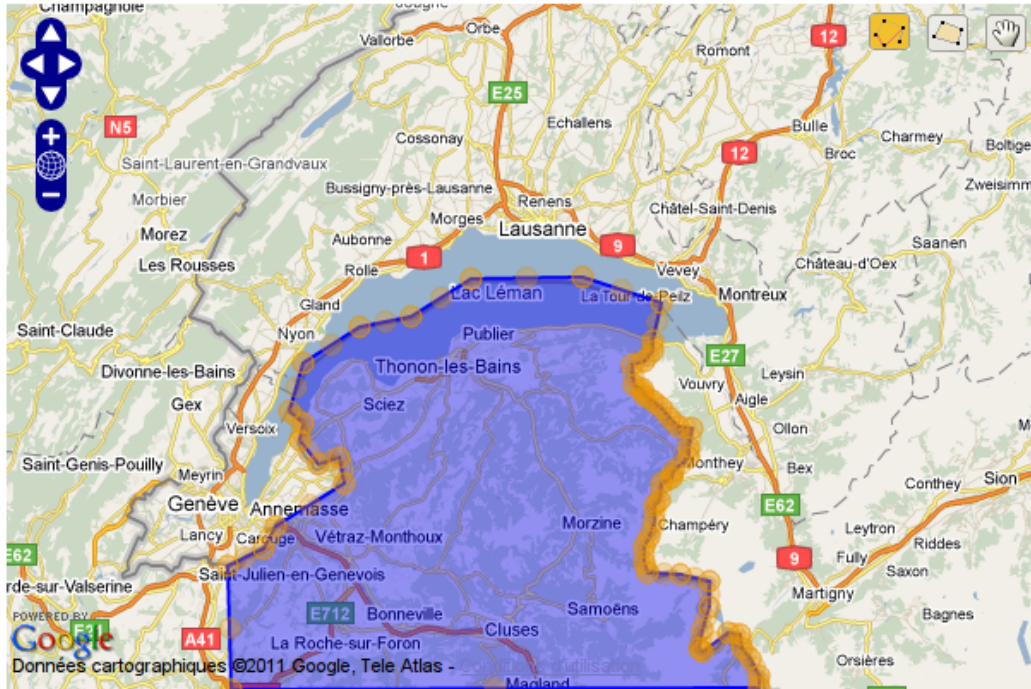 Champagnole
Jougne
Orbe
Vallorbe
12
Romont
E25
N5
Cossonay
Echallens
Bulle
Charmey
12
Broc
Boltige
Saint-Laurent-en-Grandvaux
Bussigny-près-Lausanne
Renens
Zweisimm
Morbier
Morges
Lausanne
Châtel-Saint-Denis
Morez
Aubonne
9
Saanen
Les Rousses
Rolle
1
Vevey
Château-d'Oex
Gland
Lac Léman
La Tour-de-Peilz
Montreux
Saint-Claude
Nyon
Publier
Divonne-les-Bains
Thonon-les-Bains
E27
Leysin
Gex
Sciez
Vouvry
Aigle
Versoix
Ollon
Saint-Genis-Pouilly
Meyrin
Monthey
Bex
Sion
Conthey
Genève
Annemasse
E62
Morzine
Champéry
Leytron
Lancy
Carouge
Vétraz-Monthoux
Riddes
E62
9
Fully
Saxon
rde-sur-Valserine
Saint-Julien-en-Genevois
Martigny
POWERED BY
Google
E712
Bonneville
Samoëns
Bagnes
A41
La Roche-sur-Foron
Cluses
Orsières
Données cartographiques ©2011 Google, Tele Atlas -
Magland